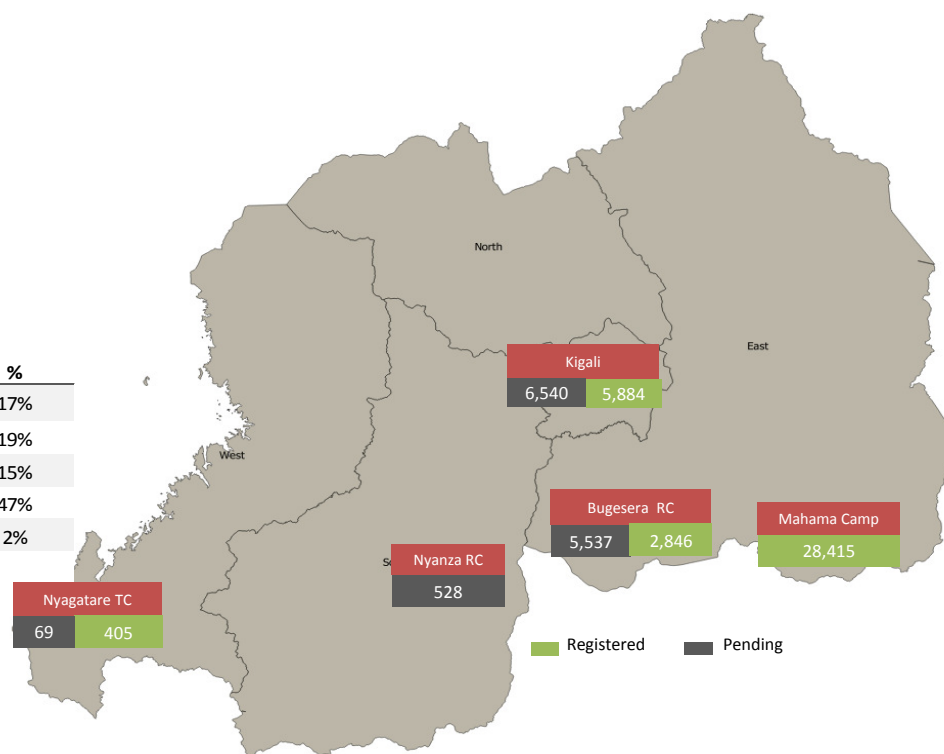 North
Kigali
6,540 5,884
East
%
17%
19%
15%
47%
2%
West
Bugesera RC
5,537 2,846
Mahama Camp
28,415
Nyanza RC
528
Nyagatare TC
69 405
Registered Pending